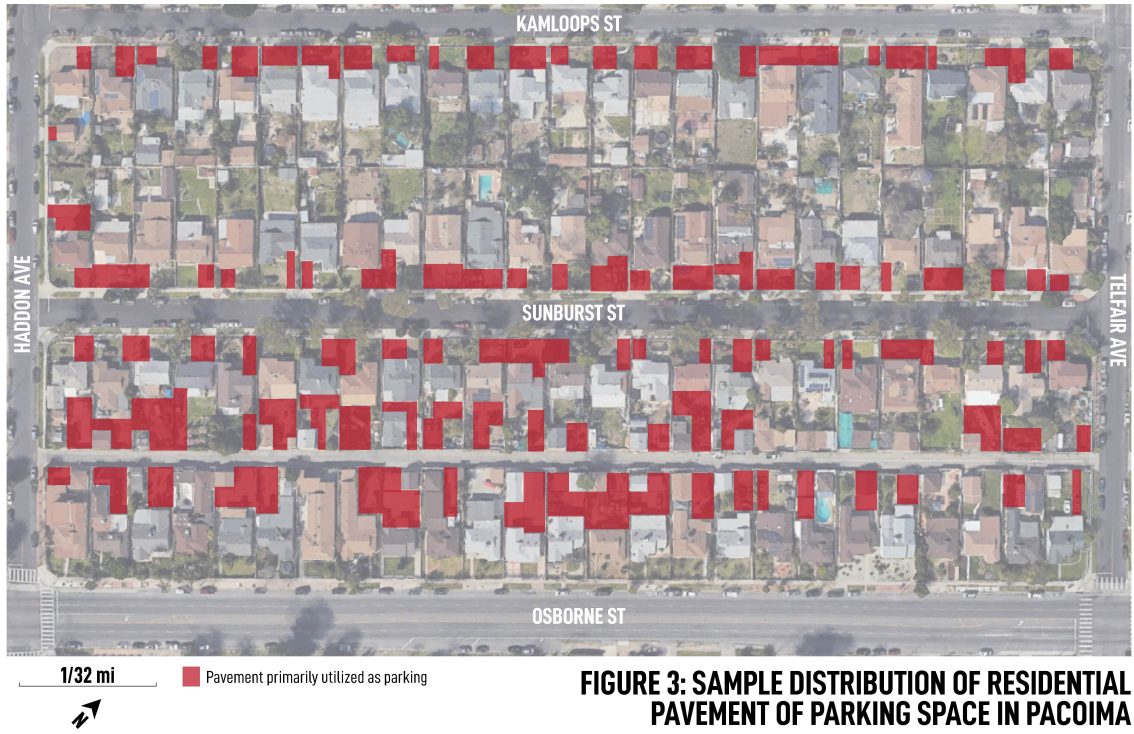 KAMLOOPS ST
HADDON AVE
SUNBURST ST
TELFAIR AVE
OSBORNE ST
1/32 mi
Pavement primarily utilized as parking
N
FIGURE 3: SAMPLE DISTRIBUTION OF RESIDENTIAL
PAVEMENT OF PARKING SPACE IN PACOIMA